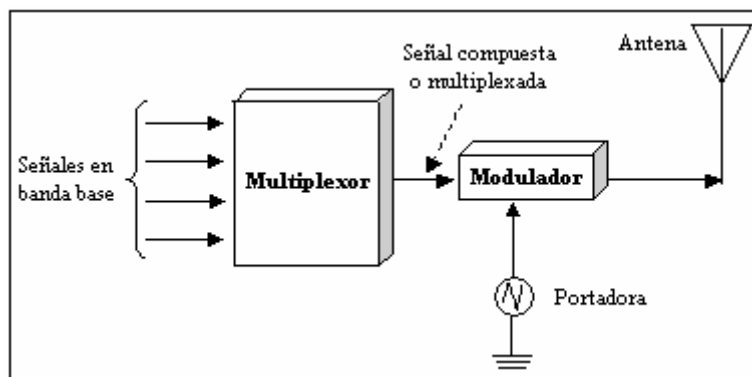 Señal compuesta
o multiplexada
Antena
Señales en
banda base
Multiplexor
Modulador
Portadora